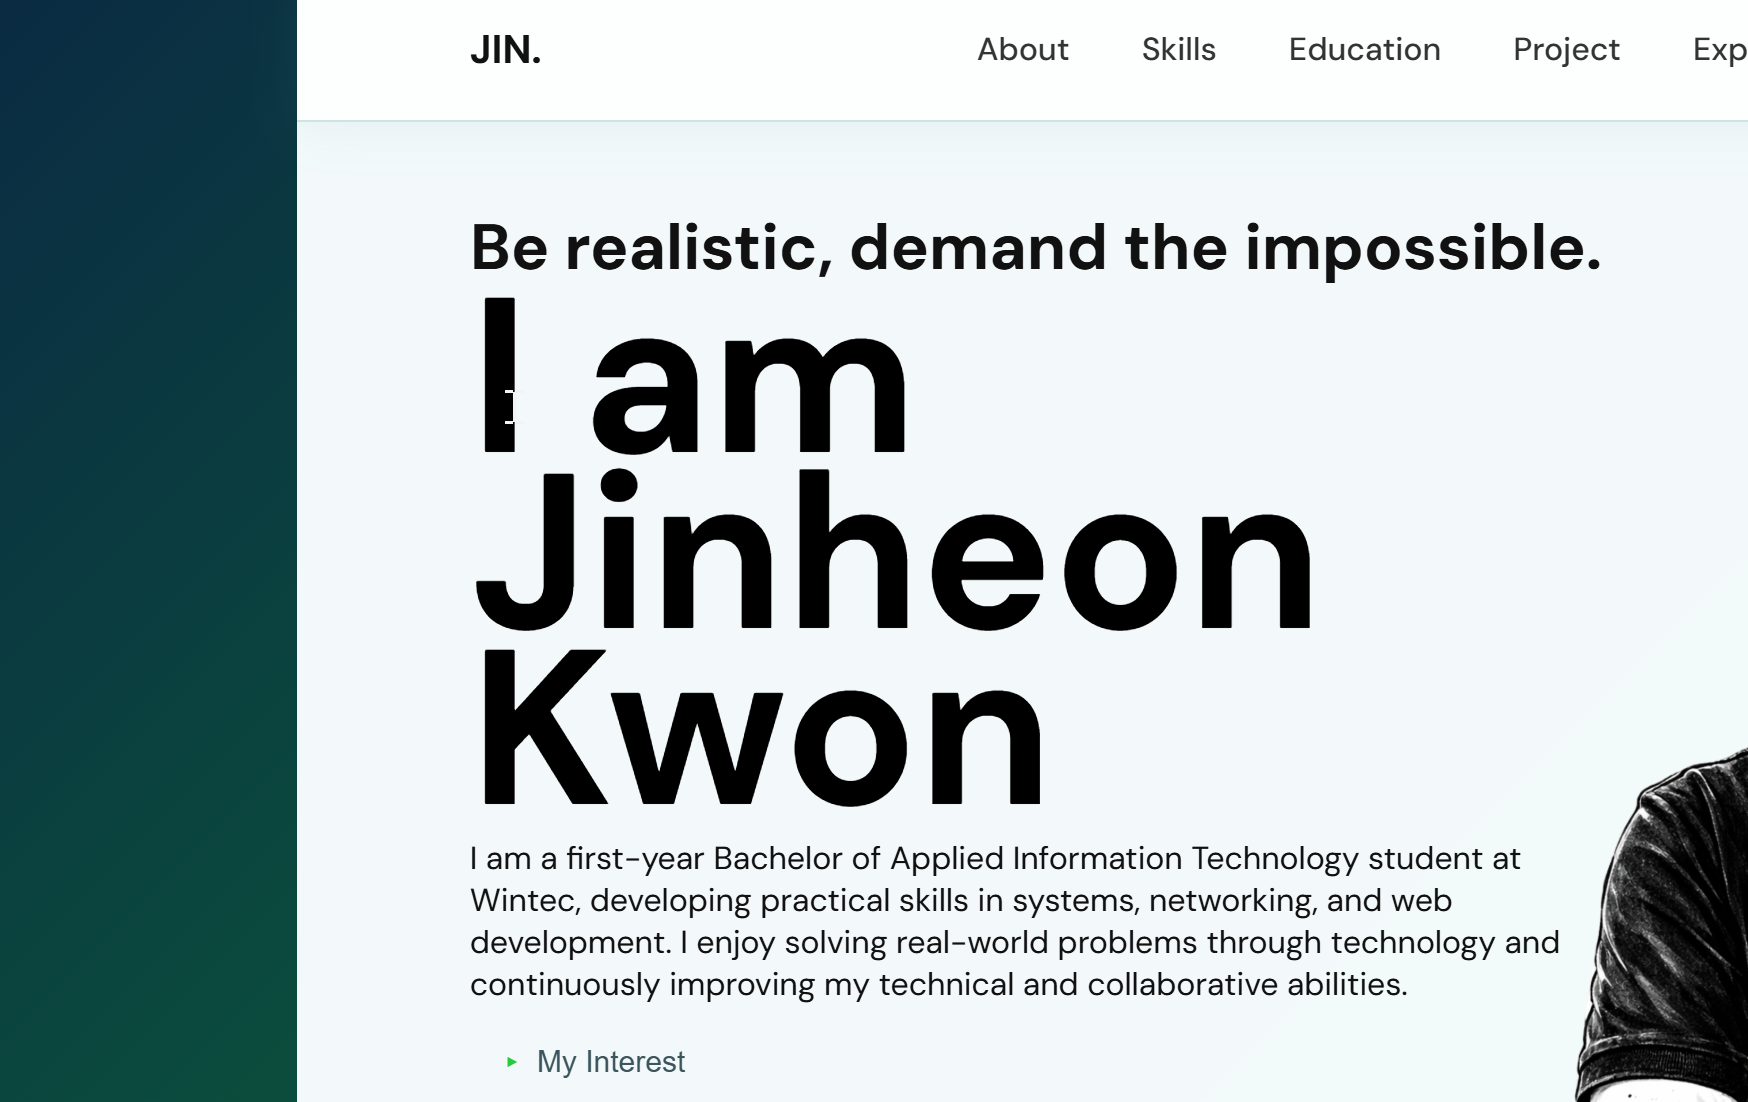 JIN.
About Skills Education Project Exp
Be realistic, demand the impossible.
I am
Jinheon
Kwon
I am a first-year Bachelor of Applied Information Technology student at
Wintec, developing practical skills in systems, networking, and web
development. I enjoy solving real-world problems through technology and
continuously improving my technical and collaborative abilities.
My Interest